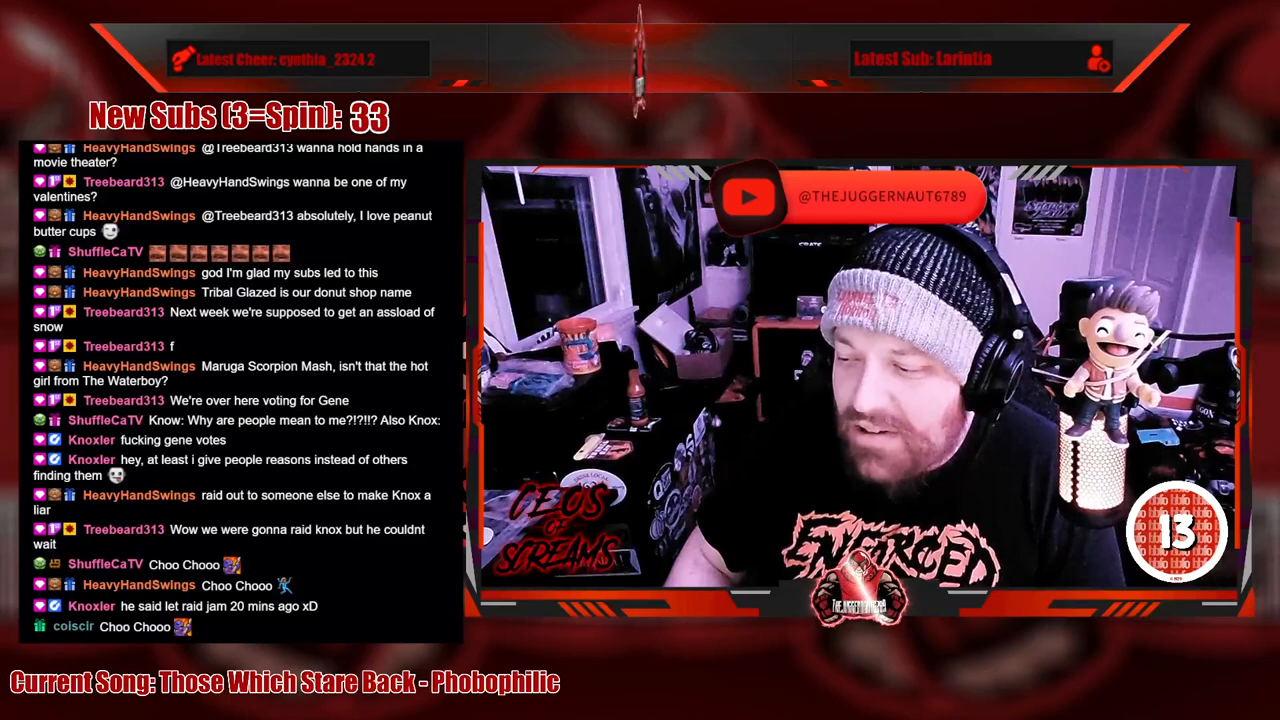 Latest Cheer: cynthia_2324 2
Latest Sub: Larintia
New Subs (3=Spin): 33
HeavyHandSwings @Treebeard313 wanna hold hands in a
movie theater?
Treebeard313 @HeavyHandSwings wanna be one of my
valentines?
HeavyHandSwings @Treebeard313 absolutely, I love peanut
butter cups
ShuffleCaTV
HeavyHandSwings god I'm glad my subs led to this
HeavyHandSwings Tribal Glazed is our donut shop name
Treebeard313 Next week we're supposed to get an assload of
snow
Treebeard313 f
HeavyHandSwings Maruga Scorpion Mash, isn't that the hot
girl from The Waterboy?
Treebeard313 We're over here voting for Gene
ShuffleCaTV Know: Why are people mean to me?!?!!? Also Knox:
Knoxler fucking gene votes
Knoxler hey, at least i give people reasons instead of others
finding them
HeavyHandSwings raid out to someone else to make Knox a
liar
Treebeard313 Wow we were gonna raid knox but he couldnt
wait
ShuffleCaTV Choo Chooo
HeavyHandSwings Choo Chooo
Knoxler he said let raid jam 20 mins ago xD
coiscir Choo Chooo
@THEJUGGERNAUT6789
CRATE
CEOS
OF
SCREAMS
ENFORCED
13
THEJUGGERNAUT6789
Current Song: Those Which Stare Back - Phobophilic